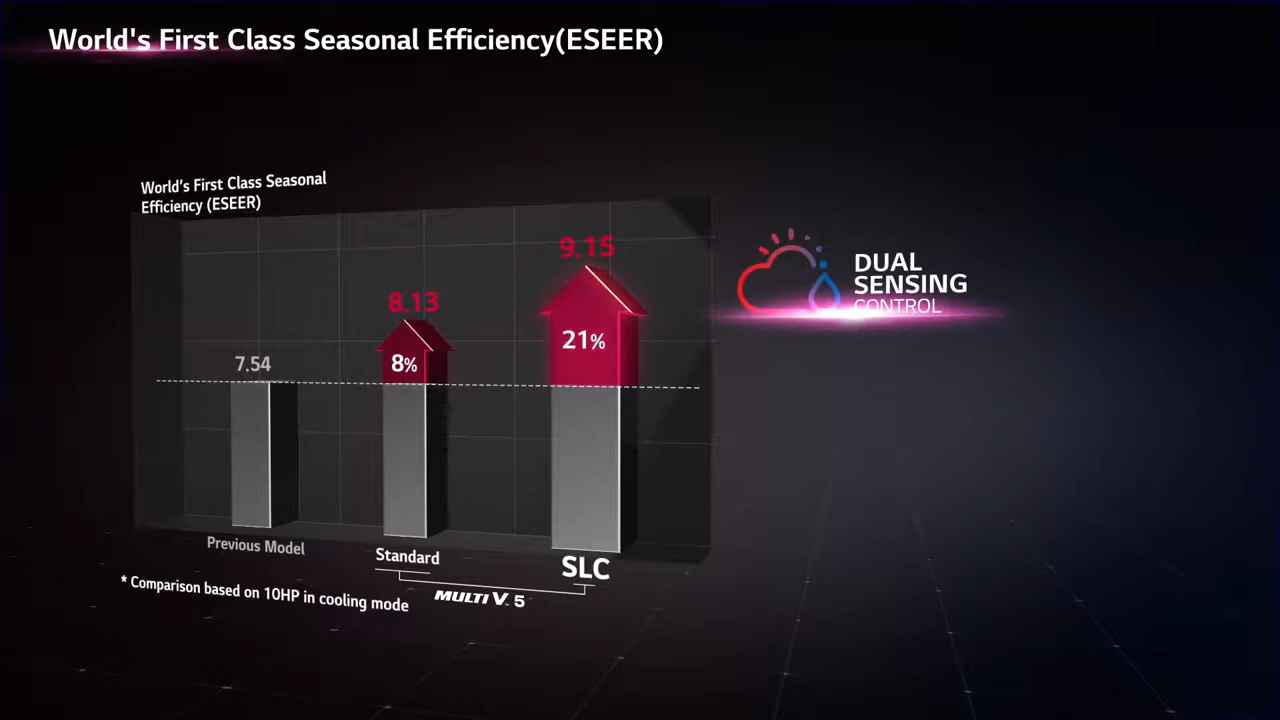 World's First Class Seasonal Efficiency(ESEER)
World's First Class Seasonal
Efficiency (ESEER)
9.15
8.13
7.54
21%
8%
DUAL
SENSING
CONTROL
Previous Model
Standard
SLC
* Comparison based on 10HP in cooling mode
MULTI V™ 5